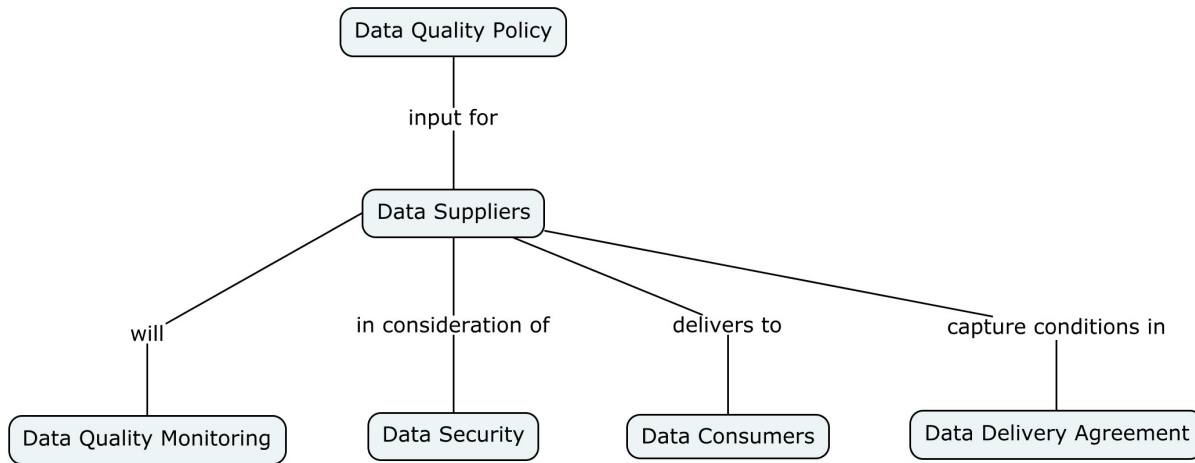 Data Quality Policy
input for
Data Suppliers
will
in consideration of
delivers to
capture conditions in
Data Quality Monitoring
Data Security
Data Consumers
Data Delivery Agreement